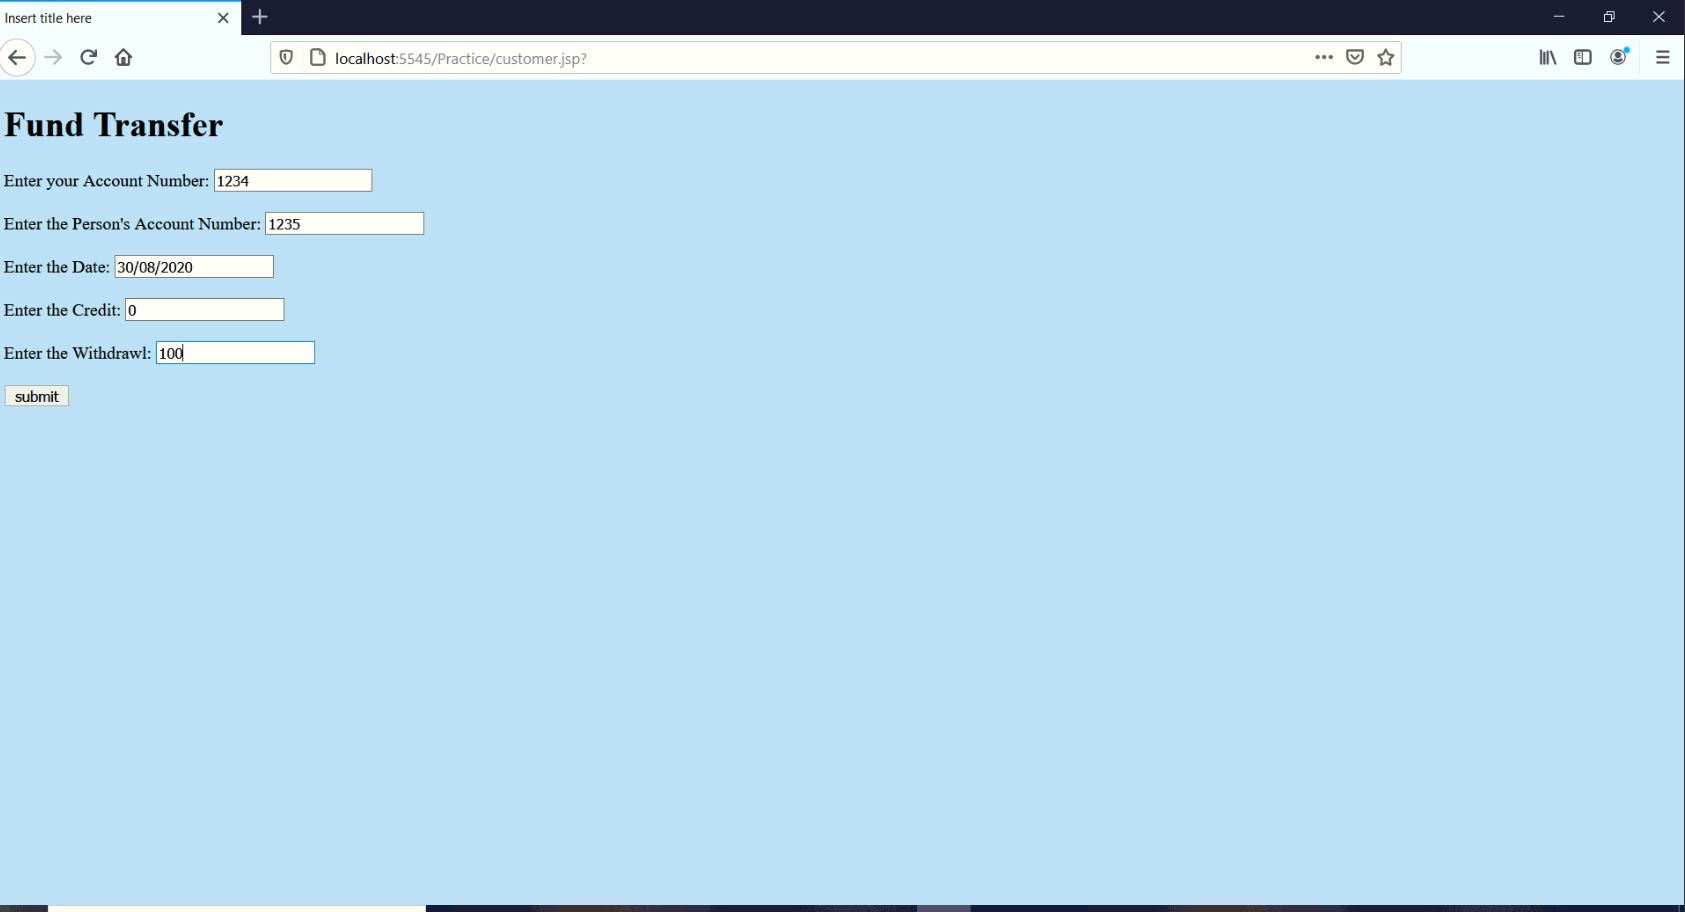 Insert title here
localhost:5545/Practice/customer.jsp?
Fund Transfer
Enter your Account Number: 1234
Enter the Person's Account Number: 1235
Enter the Date: 30/08/2020
Enter the Credit: 0
Enter the Withdrawl: 100
submit